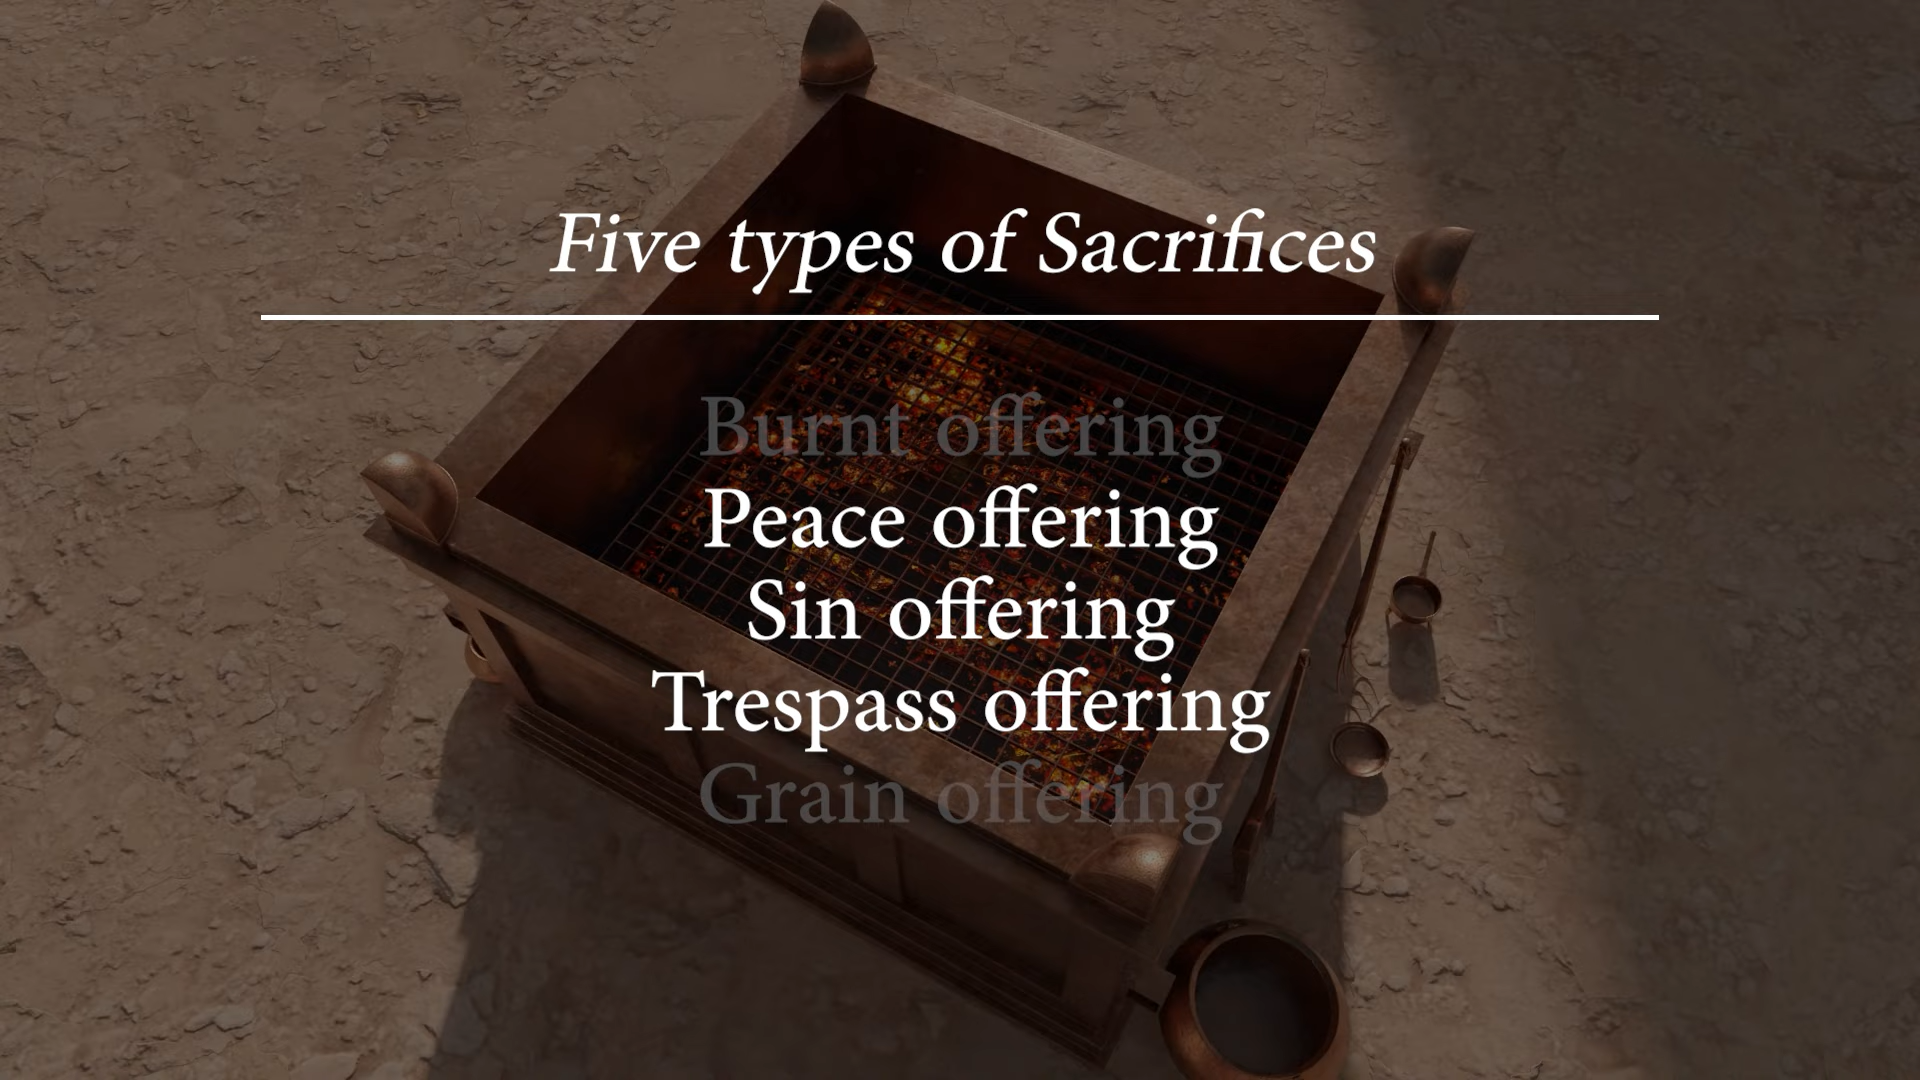 Five types of Sacrifices
Burnt offering
Peace offering
Sin offering
Trespass offering
Grain offering